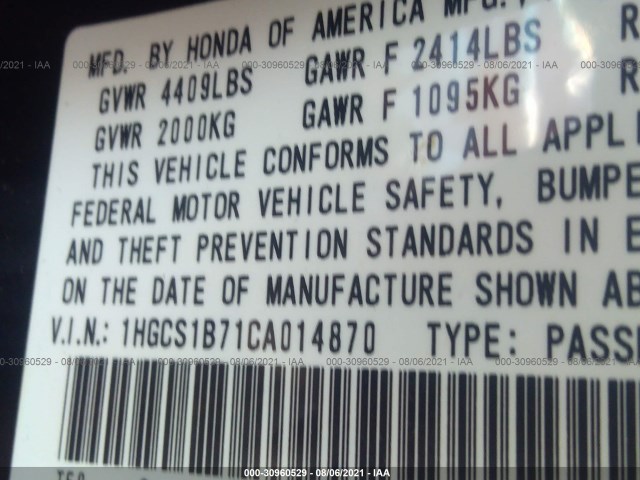 MFD. BY HONDA OF AMERICA MFG.
GVWR 4409LBS GAWR F 2414LBS R
GVWR 2000KG GAWR F 1095KG R
THIS VEHICLE CONFORMS TO ALL APPLI
FEDERAL MOTOR VEHICLE SAFETY, BUMPE
AND THEFT PREVENTION STANDARDS IN E
ON THE DATE OF MANUFACTURE SHOWN AB
V.I.N.: 1HGCS1B71CA014870 TYPE: PASSE
000-30960529 - 08/06/2021 - IAA